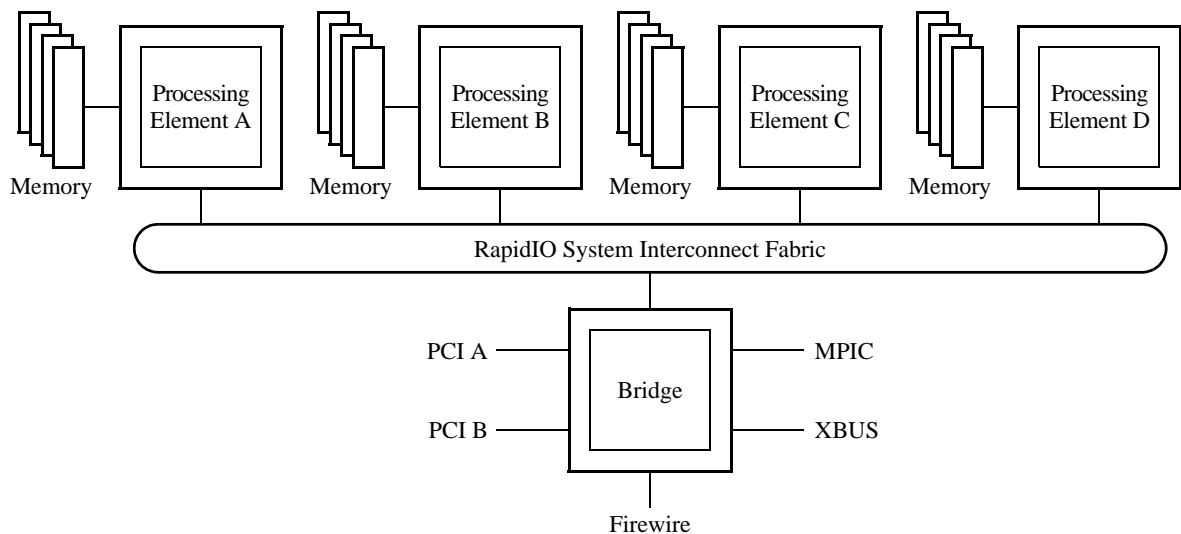 Processing
Element A
Processing
Element B
Processing
Element C
Processing
Element D
Memory
Memory
Memory
Memory
RapidIO System Interconnect Fabric
PCI A
MPIC
Bridge
PCI B
XBUS
Firewire